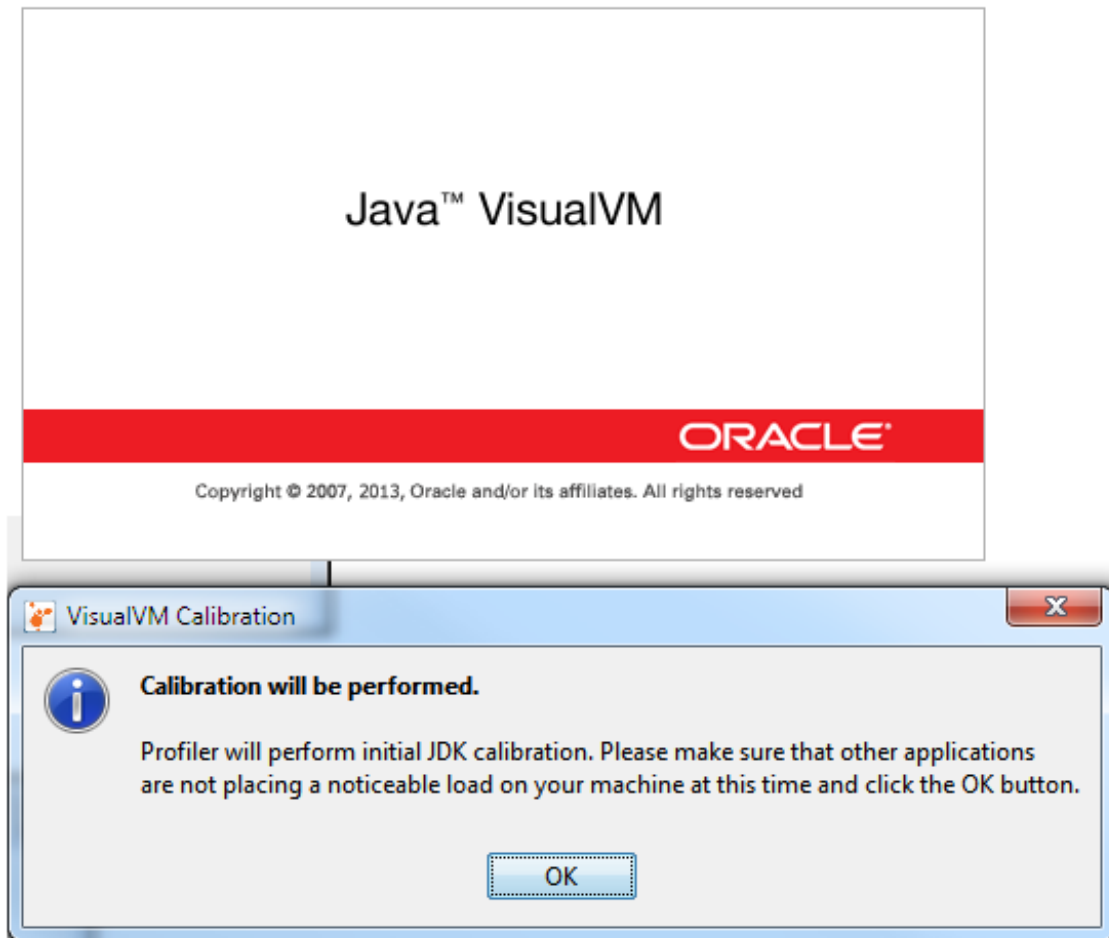 Java™ VisualVM
ORACLE®
Copyright © 2007, 2013, Oracle and/or its affiliates. All rights reserved
VisualVM Calibration
Calibration will be performed.
Profiler will perform initial JDK calibration. Please make sure that other applications
are not placing a noticeable load on your machine at this time and click the OK button.
OK